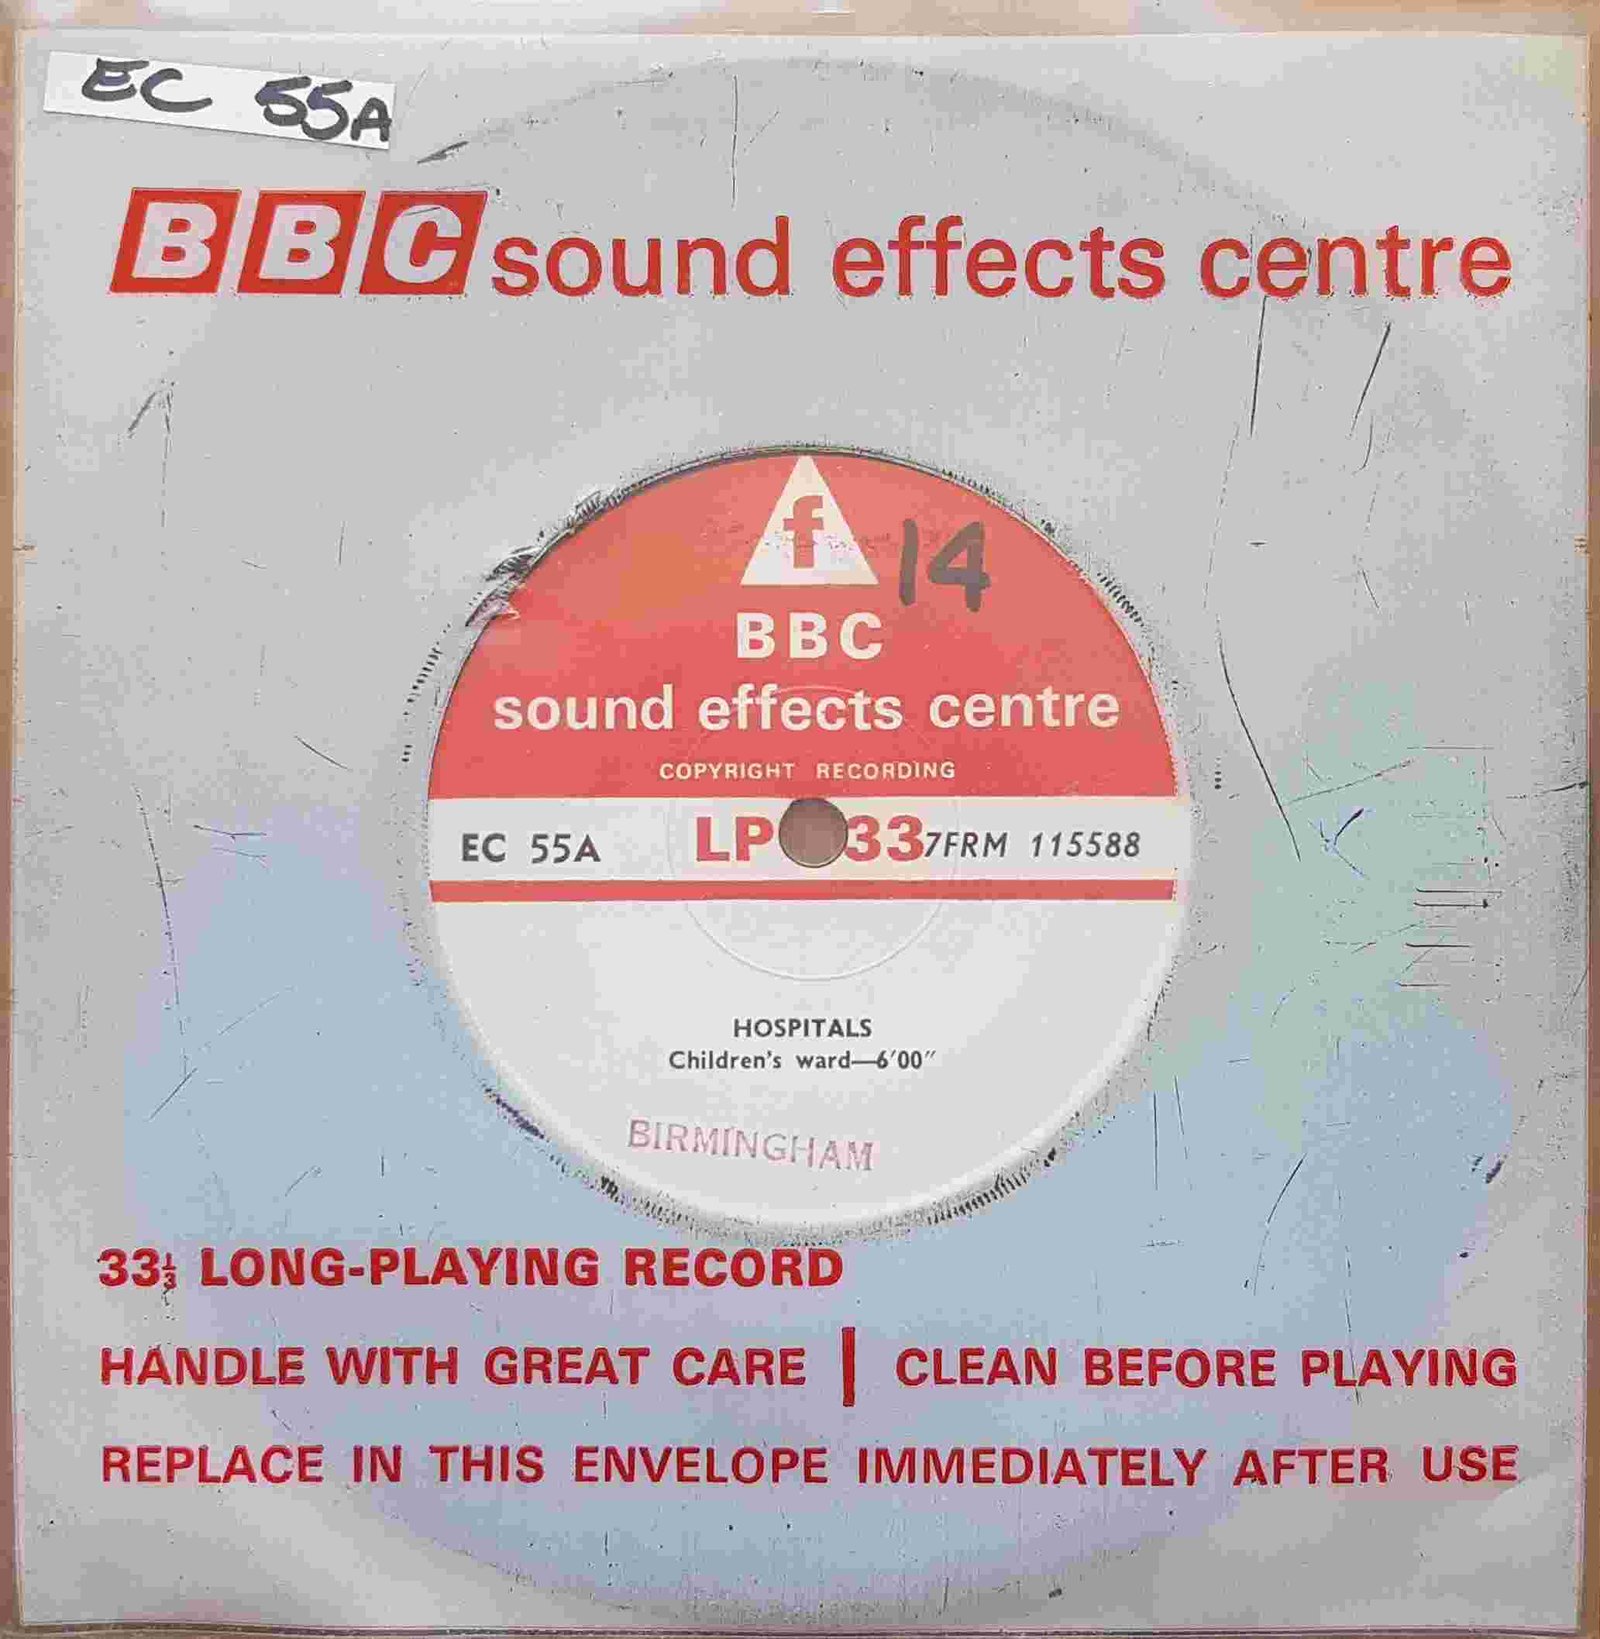 EC 55A
BBC sound effects centre
f
14
BBC
sound effects centre
COPYRIGHT RECORDING
EC 55A LP 33 7FRM 115588
HOSPITALS
Children's ward—6'00"
BIRMINGHAM
33⅓ LONG-PLAYING RECORD
HANDLE WITH GREAT CARE | CLEAN BEFORE PLAYING
REPLACE IN THIS ENVELOPE IMMEDIATELY AFTER USE